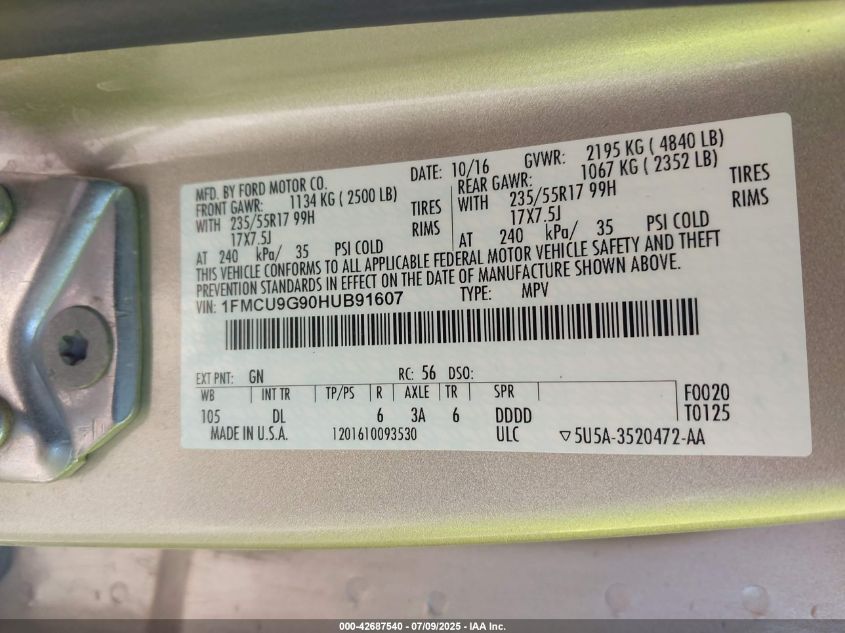 MFD. BY FORD MOTOR CO. DATE: 10/16 GVWR: 2195 KG ( 4840 LB)
FRONT GAWR: 1134 KG ( 2500 LB) REAR GAWR: 1067 KG ( 2352 LB)
WITH 235/55R17 99H TIRES WITH 235/55R17 99H TIRES
17X7.5J RIMS 17X7.5J RIMS
AT 240 kPa/ 35 PSI COLD AT 240 kPa/ 35 PSI COLD
THIS VEHICLE CONFORMS TO ALL APPLICABLE FEDERAL MOTOR VEHICLE SAFETY AND THEFT
PREVENTION STANDARDS IN EFFECT ON THE DATE OF MANUFACTURE SHOWN ABOVE.
VIN: 1FMCU9G90HUB91607 TYPE: MPV
EXT PNT: GN RC: 56 DSO:
WB INT TR TP/PS R AXLE TR SPR F0020
105 DL 6 3A 6 DDDD T0125
MADE IN U.S.A. 1201610093530 ULC ▽5U5A-3520472-AA
000-42687540 / 07/09/2025 - IAA Inc.